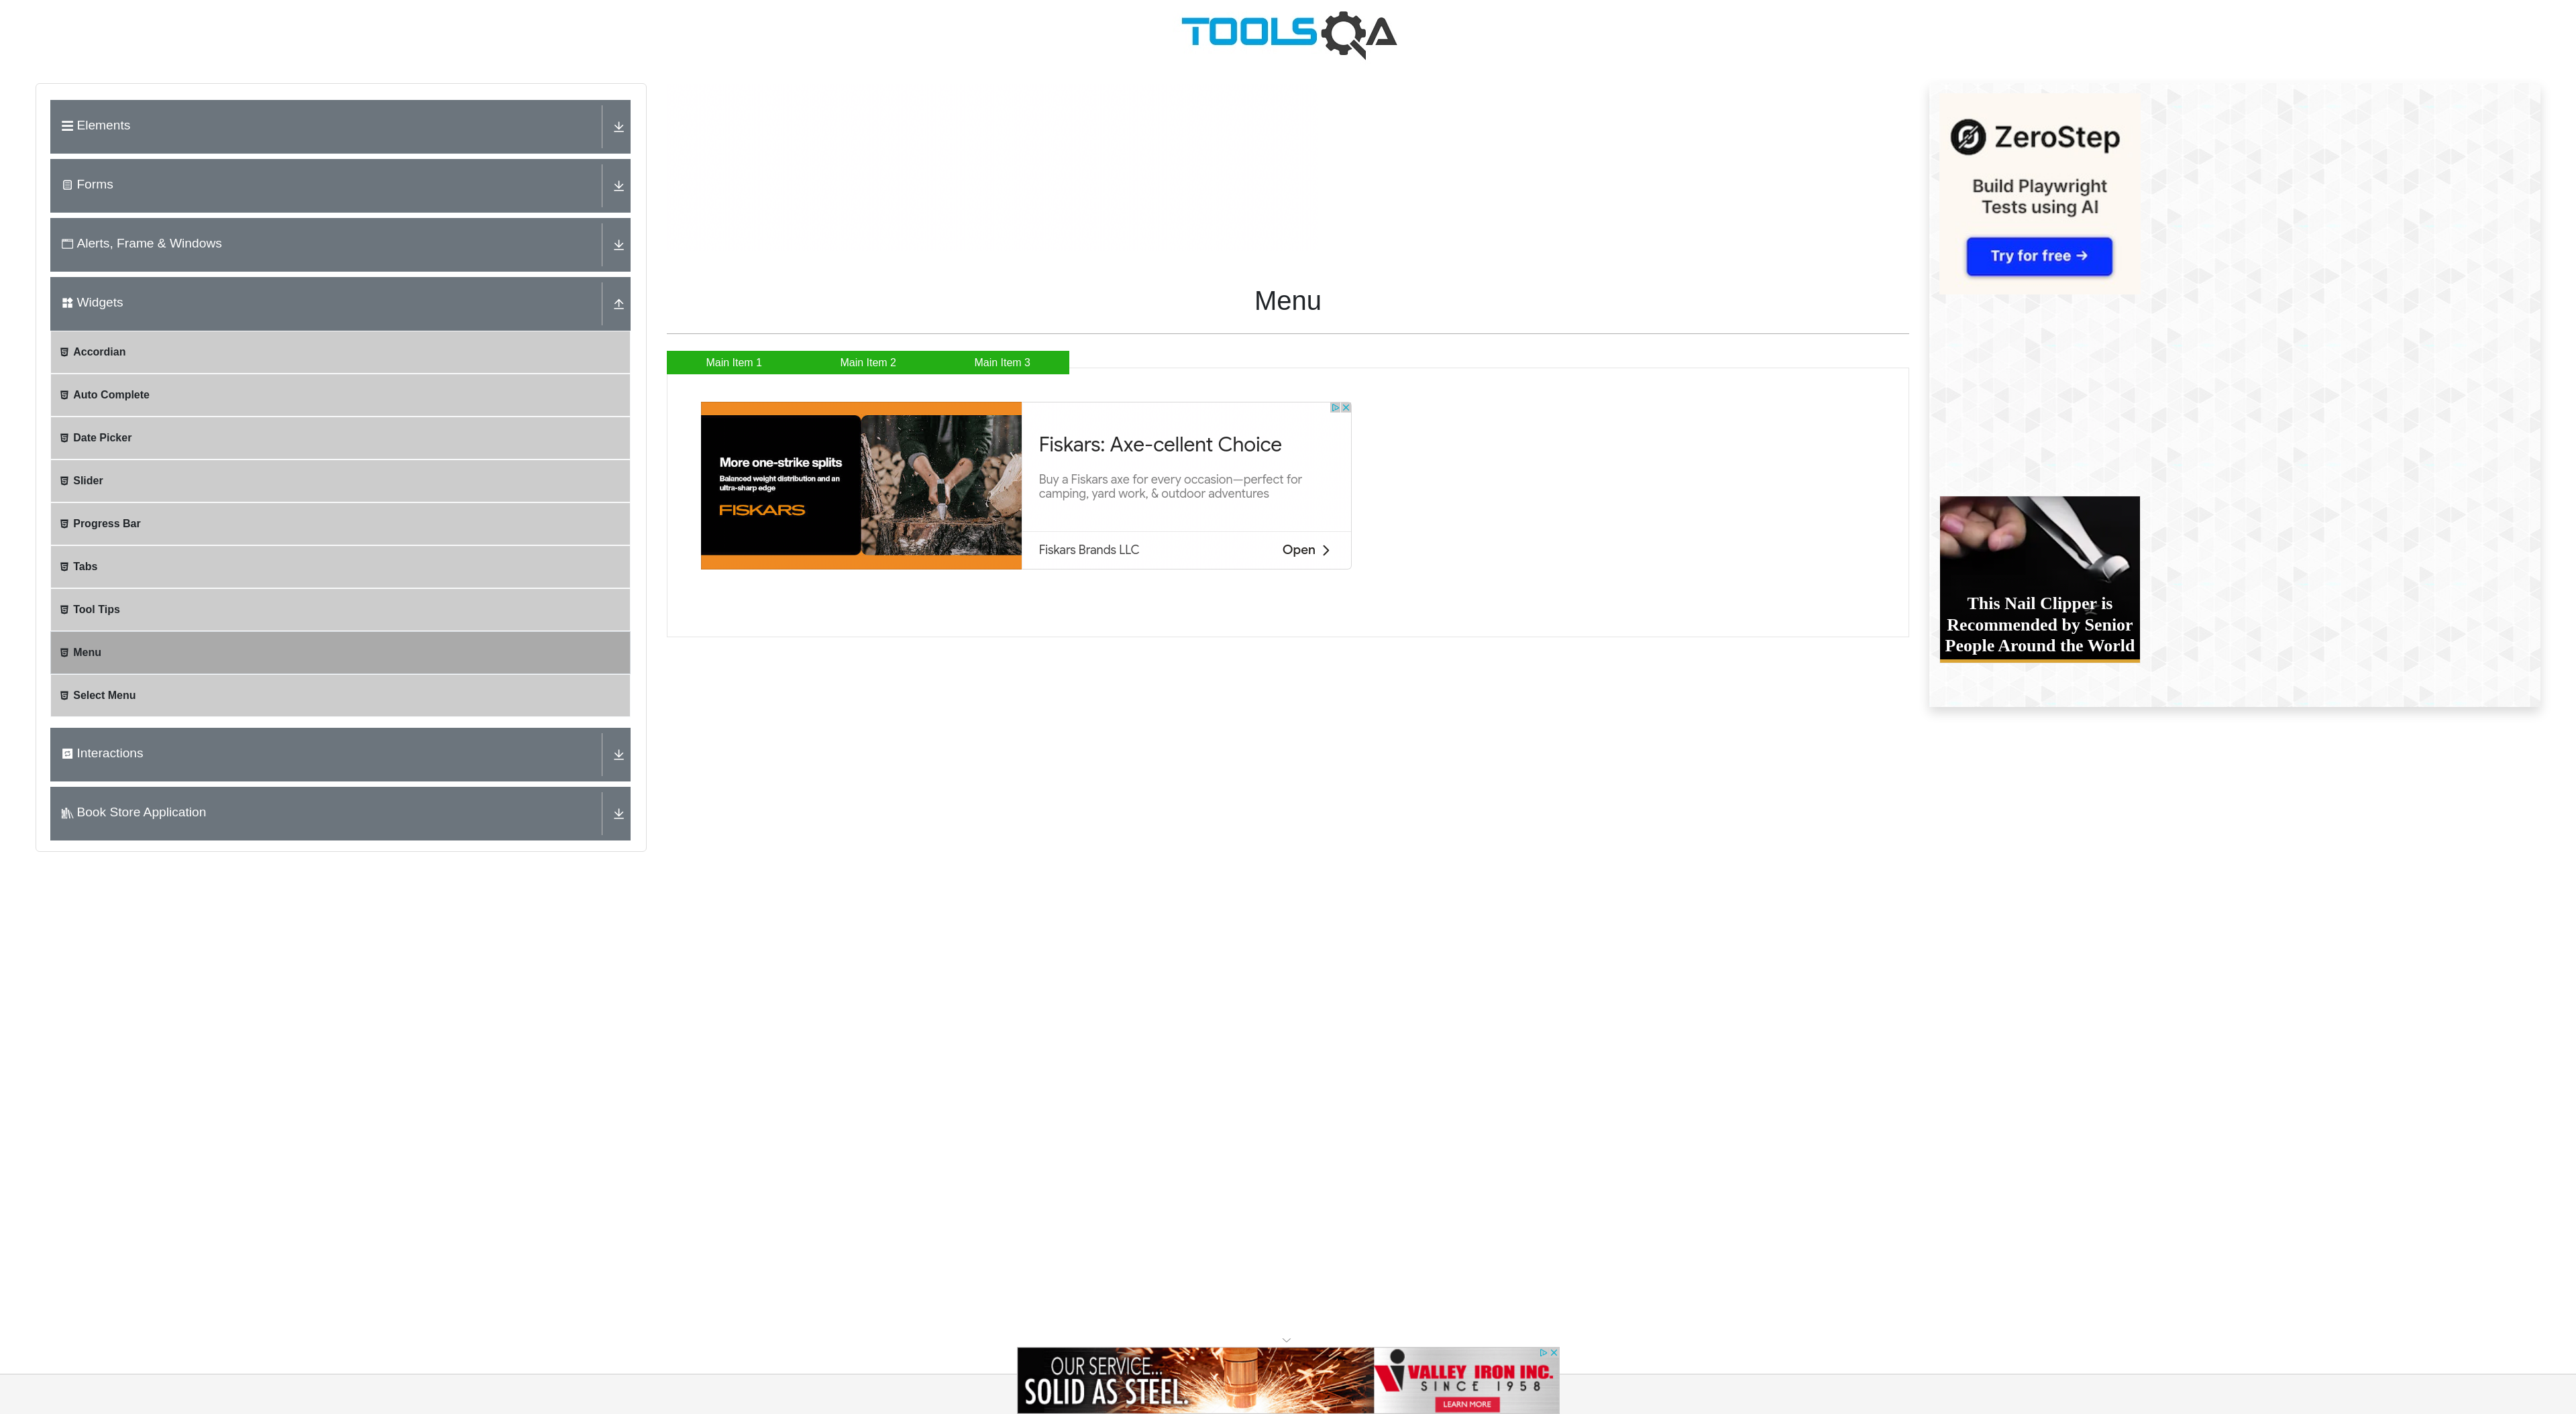 TOOLSQA
Elements
Forms
Alerts, Frame & Windows
Widgets
Accordian
Auto Complete
Date Picker
Slider
Progress Bar
Tabs
Tool Tips
Menu
Select Menu
Interactions
Book Store Application
Menu
Main Item 1
Main Item 2
Main Item 3
More one-strike splits
Balanced weight distribution and an
ultra-sharp edge
FISKARS
Fiskars: Axe-cellent Choice
Buy a Fiskars axe for every occasion—perfect for
camping, yard work, & outdoor adventures
Fiskars Brands LLC
Open
ZeroStep
Build Playwright
Tests using AI
Try for free →
This Nail Clipper is
Recommended by Senior
People Around the World
OUR SERVICE...
SOLID AS STEEL.
VALLEY IRON INC.
SINCE 1958
LEARN MORE